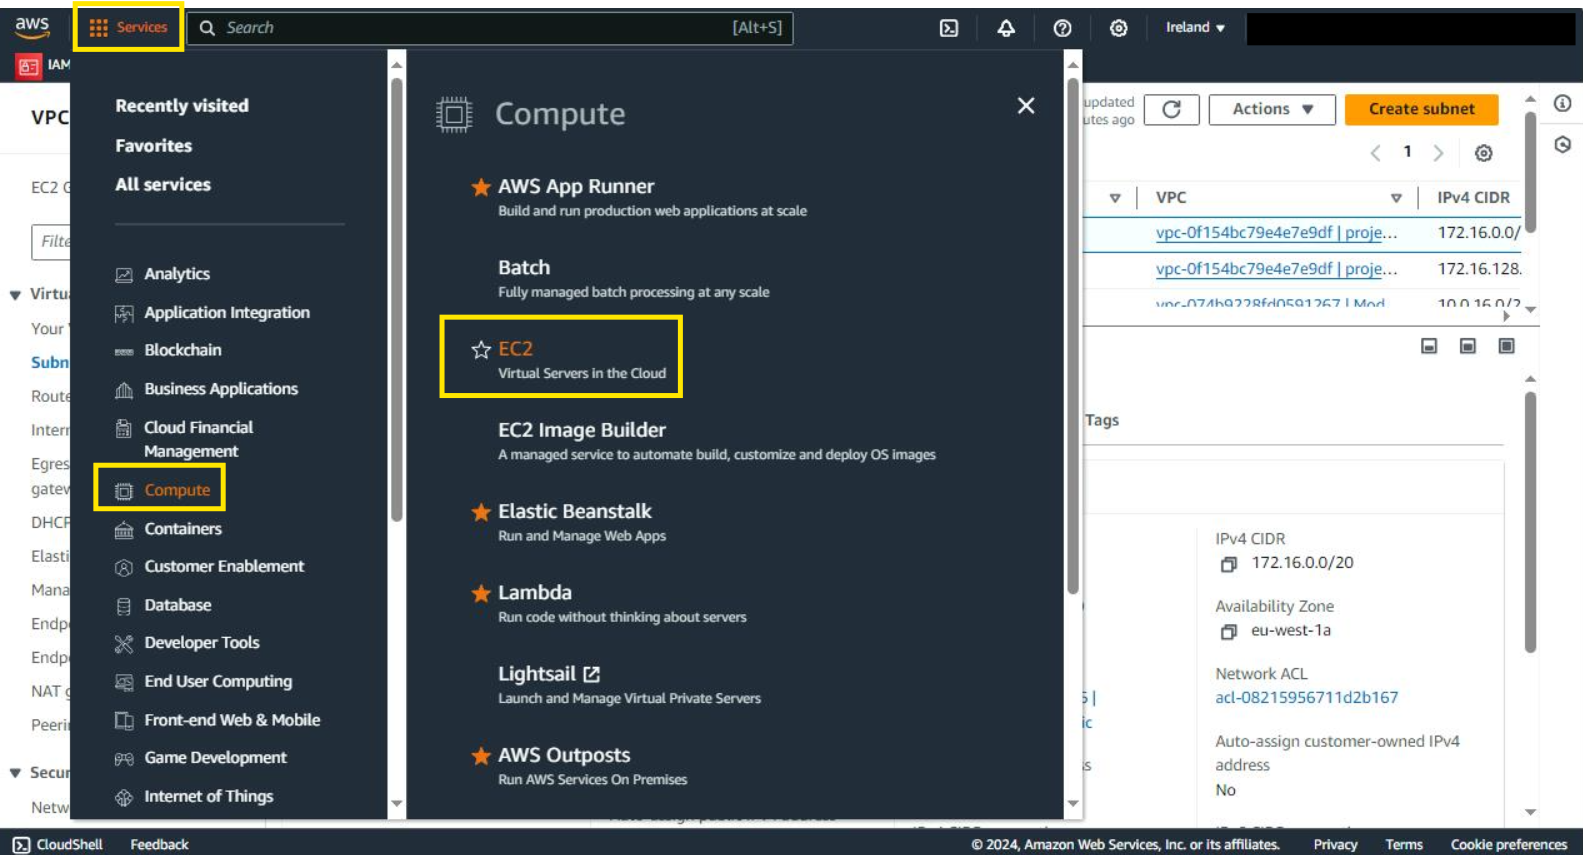 aws
Services
Search
[Alt+S]
Ireland
IAM
VPC
EC2
Virtu
Your
Subn
Route
Intern
Egres
gatew
DHCP
Elasti
Mana
Endp
Endp
NAT
Peeri
Secur
Netw
Recently visited
Favorites
All services
Analytics
Application Integration
Blockchain
Business Applications
Cloud Financial
Management
Compute
Containers
Customer Enablement
Database
Developer Tools
End User Computing
Front-end Web & Mobile
Game Development
Internet of Things
Compute
AWS App Runner
Build and run production web applications at scale
Batch
Fully managed batch processing at any scale
EC2
Virtual Servers in the Cloud
EC2 Image Builder
A managed service to automate build, customize and deploy OS images
Elastic Beanstalk
Run and Manage Web Apps
Lambda
Run code without thinking about servers
Lightsail
Launch and Manage Virtual Private Servers
AWS Outposts
Run AWS Services On Premises
updated
utes ago
Actions
Create subnet
1
VPC IPv4 CIDR
vpc-0f154bc79e4e7e9df | proje... 172.16.0.0/
vpc-0f154bc79e4e7e9df | proje... 172.16.128.
vpc-074b9228fd0591267 | Mod 10.0.16.0/2
Tags
IPv4 CIDR
172.16.0.0/20
Availability Zone
eu-west-1a
Network ACL
acl-08215956711d2b167
Auto-assign customer-owned IPv4
address
No
CloudShell Feedback
© 2024, Amazon Web Services, Inc. or its affiliates. Privacy Terms Cookie preferences